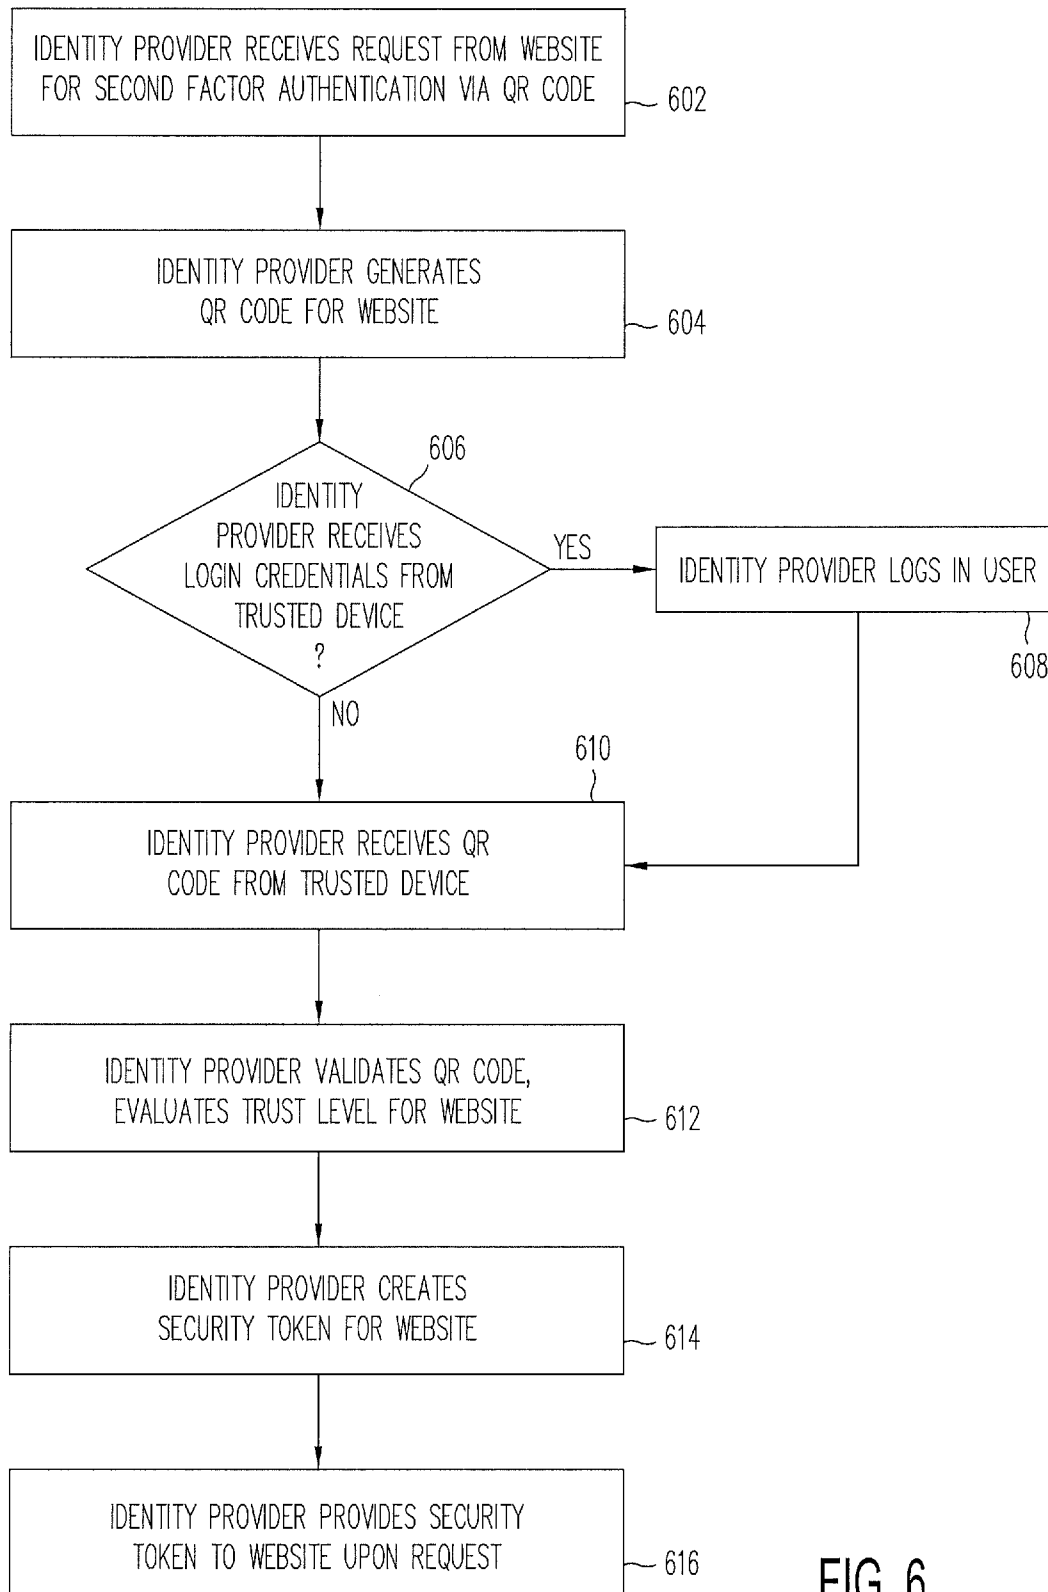 IDENTITY PROVIDER RECEIVES REQUEST FROM WEBSITE
FOR SECOND FACTOR AUTHENTICATION VIA QR CODE
602
IDENTITY PROVIDER GENERATES
QR CODE FOR WEBSITE
604
606
IDENTITY
PROVIDER RECEIVES
LOGIN CREDENTIALS FROM
TRUSTED DEVICE
?
YES
IDENTITY PROVIDER LOGS IN USER
608
NO
610
IDENTITY PROVIDER RECEIVES QR
CODE FROM TRUSTED DEVICE
IDENTITY PROVIDER VALIDATES QR CODE,
EVALUATES TRUST LEVEL FOR WEBSITE
612
IDENTITY PROVIDER CREATES
SECURITY TOKEN FOR WEBSITE
614
IDENTITY PROVIDER PROVIDES SECURITY
TOKEN TO WEBSITE UPON REQUEST
616
FIG. 6